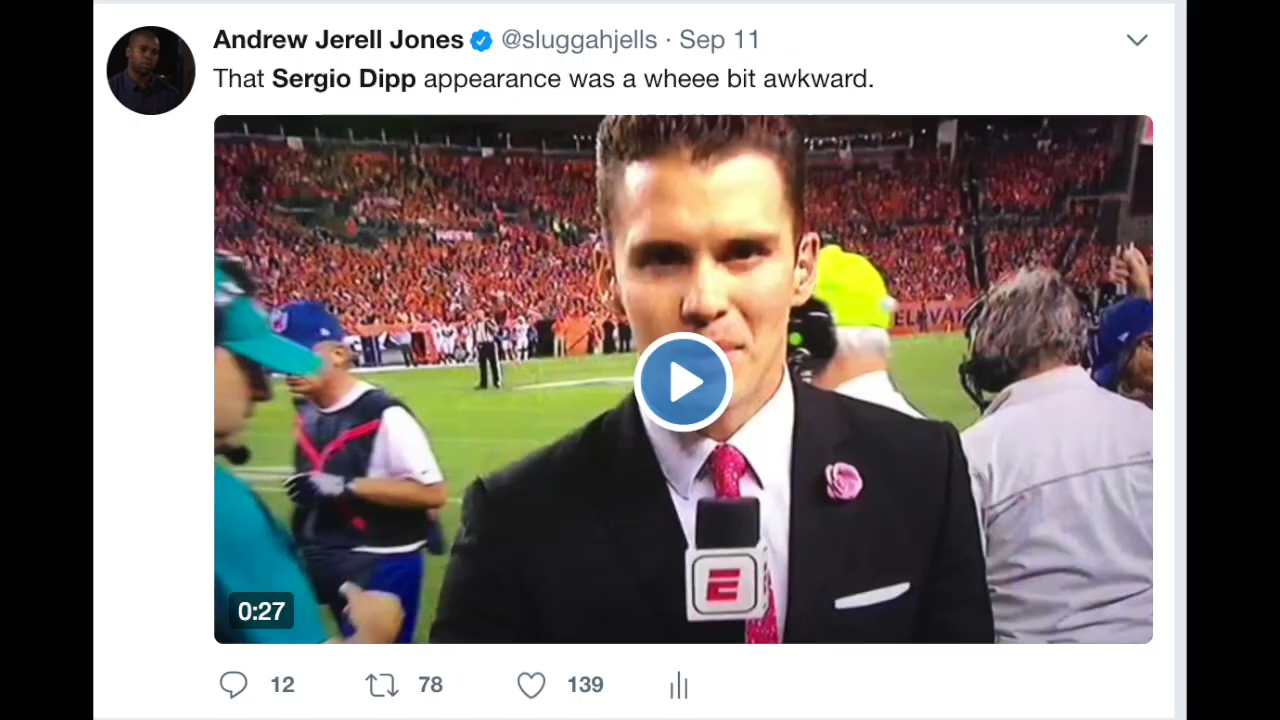 Andrew Jerell Jones @sluggahjells · Sep 11
That Sergio Dipp appearance was a wheee bit awkward.
ELEVAT
E
0:27
12 78 139